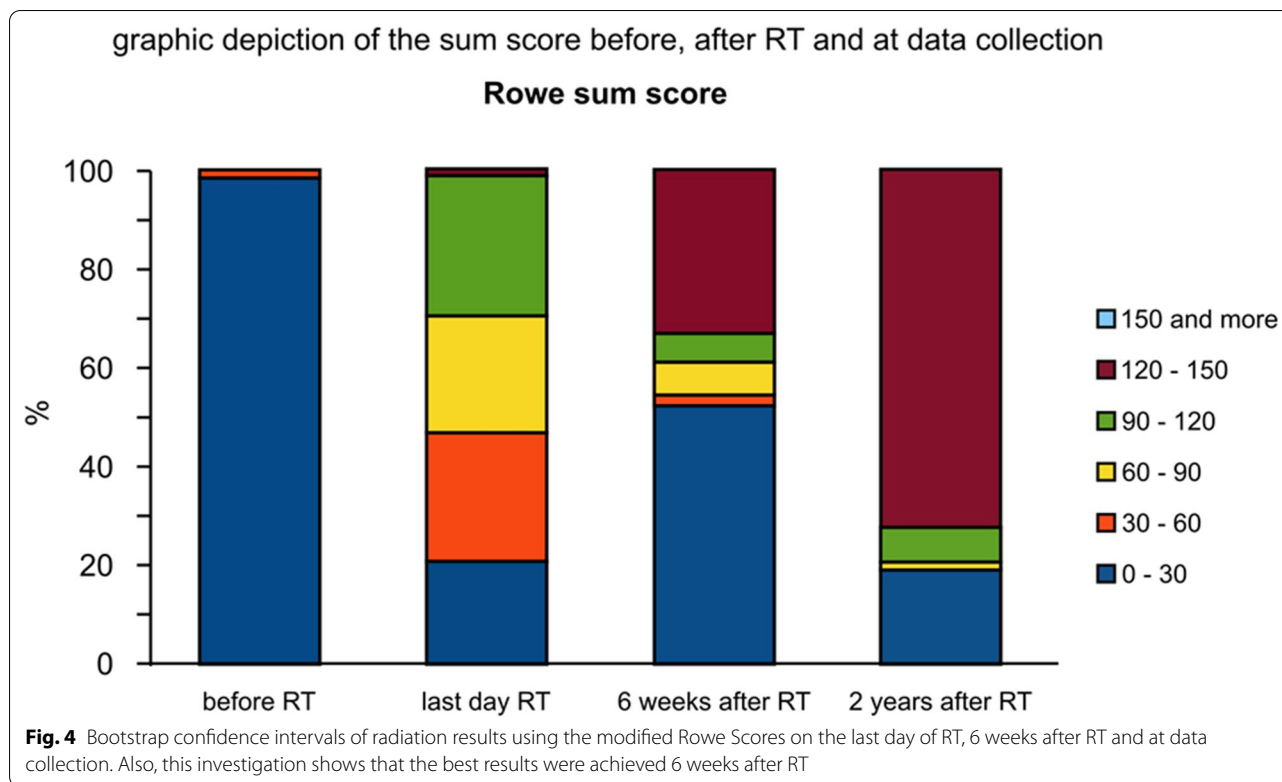 graphic depiction of the sum score before, after RT and at data collection
Rowe sum score
100
80
60
40
20
0
%
150 and more
120 - 150
90 - 120
60 - 90
30 - 60
0 - 30
before RT
last day RT
6 weeks after RT
2 years after RT
Fig. 4 Bootstrap confidence intervals of radiation results using the modified Rowe Scores on the last day of RT, 6 weeks after RT and at data
collection. Also, this investigation shows that the best results were achieved 6 weeks after RT